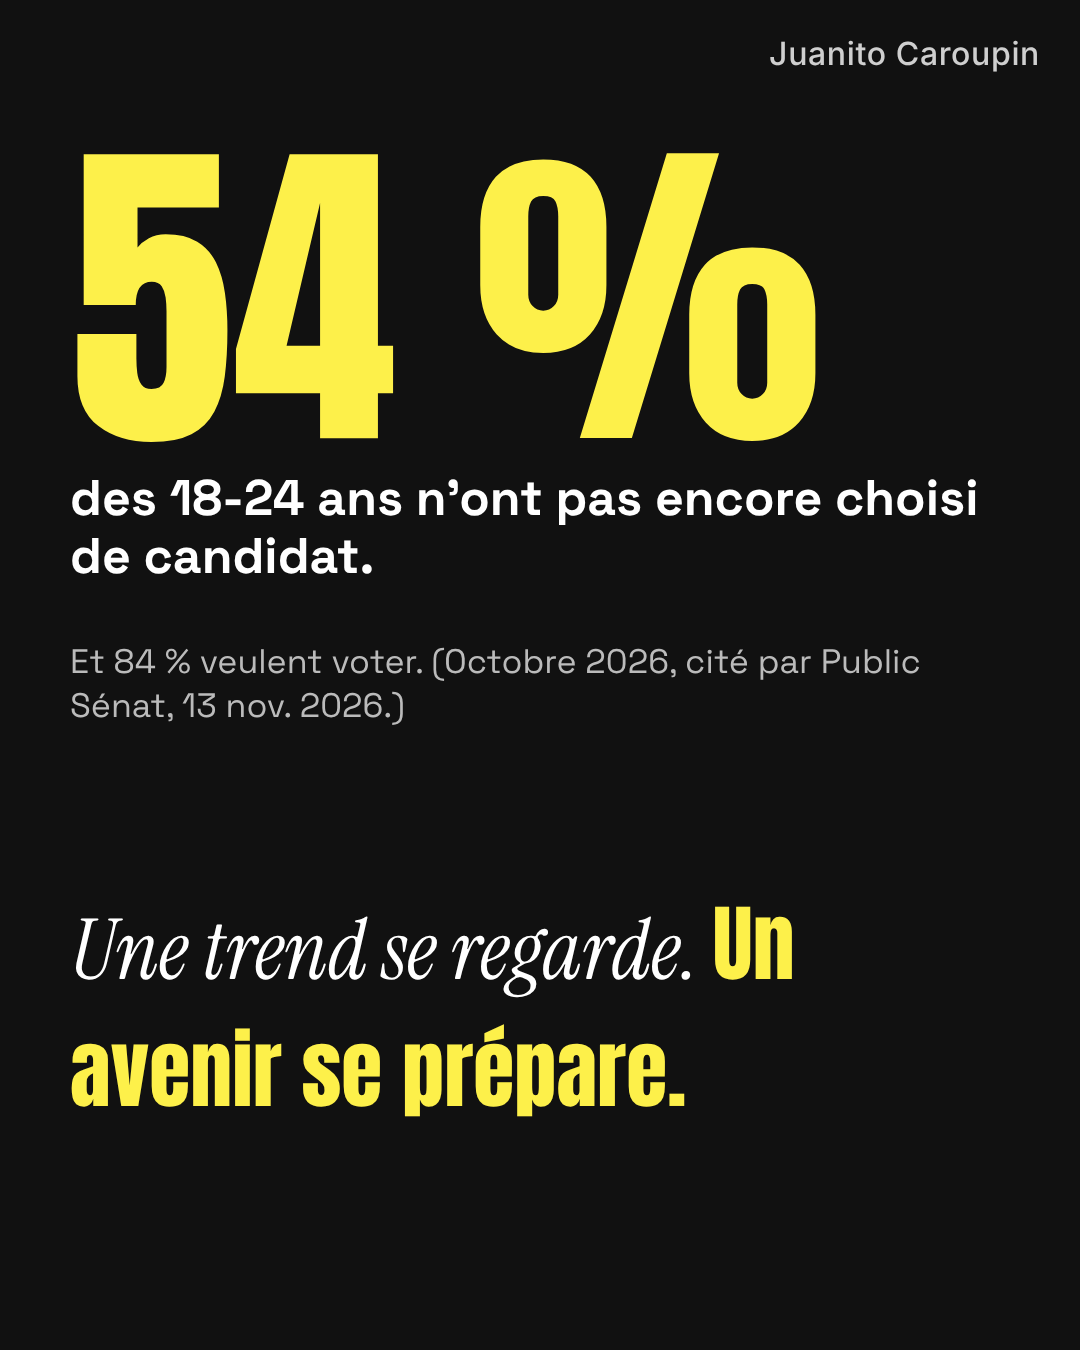 Juanito Caroupin
54 %
des 18-24 ans n’ont pas encore choisi
de candidat.
Et 84 % veulent voter. (Octobre 2026, cité par Public
Sénat, 13 nov. 2026.)
Une trend se regarde. Un
avenir se prépare.